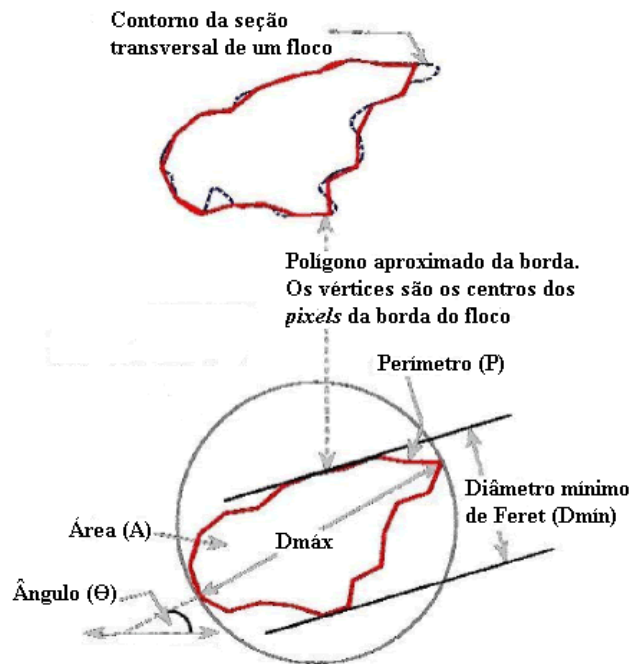 Contorno da seção
transversal de um floco
Polígono aproximado da borda.
Os vértices são os centros dos
pixels da borda do floco
Perímetro (P)
Diâmetro mínimo
de Feret (Dmín)
Área (A)
Dmáx
Ângulo (Θ)